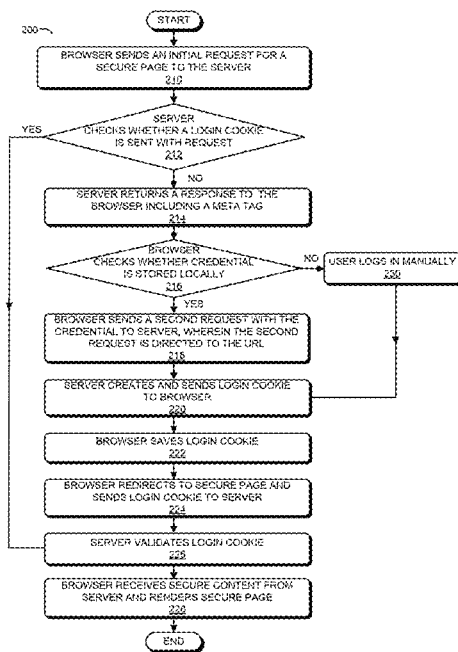 START
200
BROWSER SENDS AN INITIAL REQUEST FOR A
SECURE PAGE TO THE SERVER
210
YES
SERVER
CHECKS WHETHER A LOGIN COOKIE
IS SENT WITH REQUEST
212
NO
SERVER RETURNS A RESPONSE TO THE
BROWSER INCLUDING A META TAG
214
BROWSER
CHECKS WHETHER CREDENTIAL
IS STORED LOCALLY
216
NO
USER LOGS IN MANUALLY
230
YES
BROWSER SENDS A SECOND REQUEST WITH THE
CREDENTIAL TO SERVER, WHEREIN THE SECOND
REQUEST IS DIRECTED TO THE URL
218
SERVER CREATES AND SENDS LOGIN COOKIE
TO BROWSER
220
BROWSER SAVES LOGIN COOKIE
222
BROWSER REDIRECTS TO SECURE PAGE AND
SENDS LOGIN COOKIE TO SERVER
224
SERVER VALIDATES LOGIN COOKIE
226
BROWSER RECEIVES SECURE CONTENT FROM
SERVER AND RENDERS SECURE PAGE
228
END